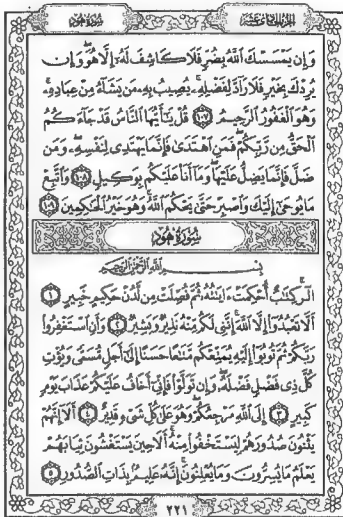 الجزء الحادي عشر
سورة هود
وَإِن يَمْسَسْكَ ٱللَّهُ بِضُرٍّ فَلَا كَاشِفَ لَهُۥٓ إِلَّا هُوَ وَإِن
يُرِدْكَ بِخَيْرٍ فَلَا رَآدَّ لِفَضْلِهِۦ يُصِيبُ بِهِۦ مَن يَشَآءُ مِنْ عِبَادِهِۦ
وَهُوَ ٱلْغَفُورُ ٱلرَّحِيمُ ١٠٧ قُلْ يَٰٓأَيُّهَا ٱلنَّاسُ قَدْ جَآءَكُمُ
ٱلْحَقُّ مِن رَّبِّكُمْ فَمَنِ ٱهْتَدَىٰ فَإِنَّمَا يَهْتَدِى لِنَفْسِهِۦ وَمَن
ضَلَّ فَإِنَّمَا يَضِلُّ عَلَيْهَا وَمَآ أَنَا۠ عَلَيْكُم بِوَكِيلٍ ١٠٨ وَٱتَّبِعْ
مَا يُوحَىٰٓ إِلَيْكَ وَٱصْبِرْ حَتَّىٰ يَحْكُمَ ٱللَّهُ وَهُوَ خَيْرُ ٱلْحَٰكِمِينَ ١٠٩
سُورَةُ هُودٍ
بِسْمِ ٱللَّهِ ٱلرَّحْمَٰنِ ٱلرَّحِيمِ
الٓر كِتَٰبٌ أُحْكِمَتْ ءَايَٰتُهُۥ ثُمَّ فُصِّلَتْ مِن لَّدُنْ حَكِيمٍ خَبِيرٍ ١
أَلَّا تَعْبُدُوٓا۟ إِلَّا ٱللَّهَ إِنَّنِى لَكُم مِّنْهُ نَذِيرٌ وَبَشِيرٌ ٢ وَأَنِ ٱسْتَغْفِرُوا۟
رَبَّكُمْ ثُمَّ تُوبُوٓا۟ إِلَيْهِ يُمَتِّعْكُم مَّتَٰعًا حَسَنًا إِلَىٰٓ أَجَلٍ مُّسَمًّى وَيُؤْتِ
كُلَّ ذِى فَضْلٍ فَضْلَهُۥ وَإِن تَوَلَّوْا۟ فَإِنِّىٓ أَخَافُ عَلَيْكُمْ عَذَابَ يَوْمٍ
كَبِيرٍ ٣ إِلَى ٱللَّهِ مَرْجِعُكُمْ وَهُوَ عَلَىٰ كُلِّ شَىْءٍ قَدِيرٌ ٤ أَلَآ إِنَّهُمْ
يَثْنُونَ صُدُورَهُمْ لِيَسْتَخْفُوا۟ مِنْهُ أَلَا حِينَ يَسْتَغْشُونَ ثِيَابَهُمْ
يَعْلَمُ مَا يُسِرُّونَ وَمَا يُعْلِنُونَ إِنَّهُۥ عَلِيمٌۢ بِذَاتِ ٱلصُّدُورِ ٥
٢٢١